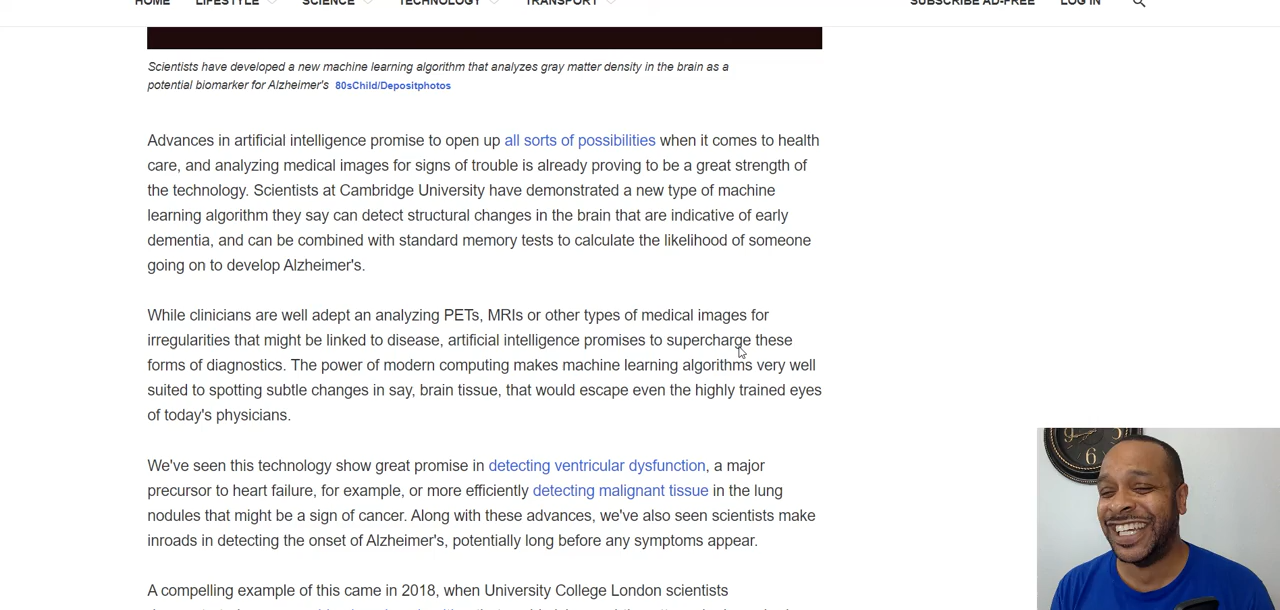 HOME LIFESTYLE SCIENCE TECHNOLOGY TRANSPORT SUBSCRIBE AD-FREE LOG IN
Scientists have developed a new machine learning algorithm that analyzes gray matter density in the brain as a
potential biomarker for Alzheimer's 80sChild/Depositphotos
Advances in artificial intelligence promise to open up all sorts of possibilities when it comes to health
care, and analyzing medical images for signs of trouble is already proving to be a great strength of
the technology. Scientists at Cambridge University have demonstrated a new type of machine
learning algorithm they say can detect structural changes in the brain that are indicative of early
dementia, and can be combined with standard memory tests to calculate the likelihood of someone
going on to develop Alzheimer's.
While clinicians are well adept an analyzing PETs, MRIs or other types of medical images for
irregularities that might be linked to disease, artificial intelligence promises to supercharge these
forms of diagnostics. The power of modern computing makes machine learning algorithms very well
suited to spotting subtle changes in say, brain tissue, that would escape even the highly trained eyes
of today's physicians.
We've seen this technology show great promise in detecting ventricular dysfunction, a major
precursor to heart failure, for example, or more efficiently detecting malignant tissue in the lung
nodules that might be a sign of cancer. Along with these advances, we've also seen scientists make
inroads in detecting the onset of Alzheimer's, potentially long before any symptoms appear.
A compelling example of this came in 2018, when University College London scientists